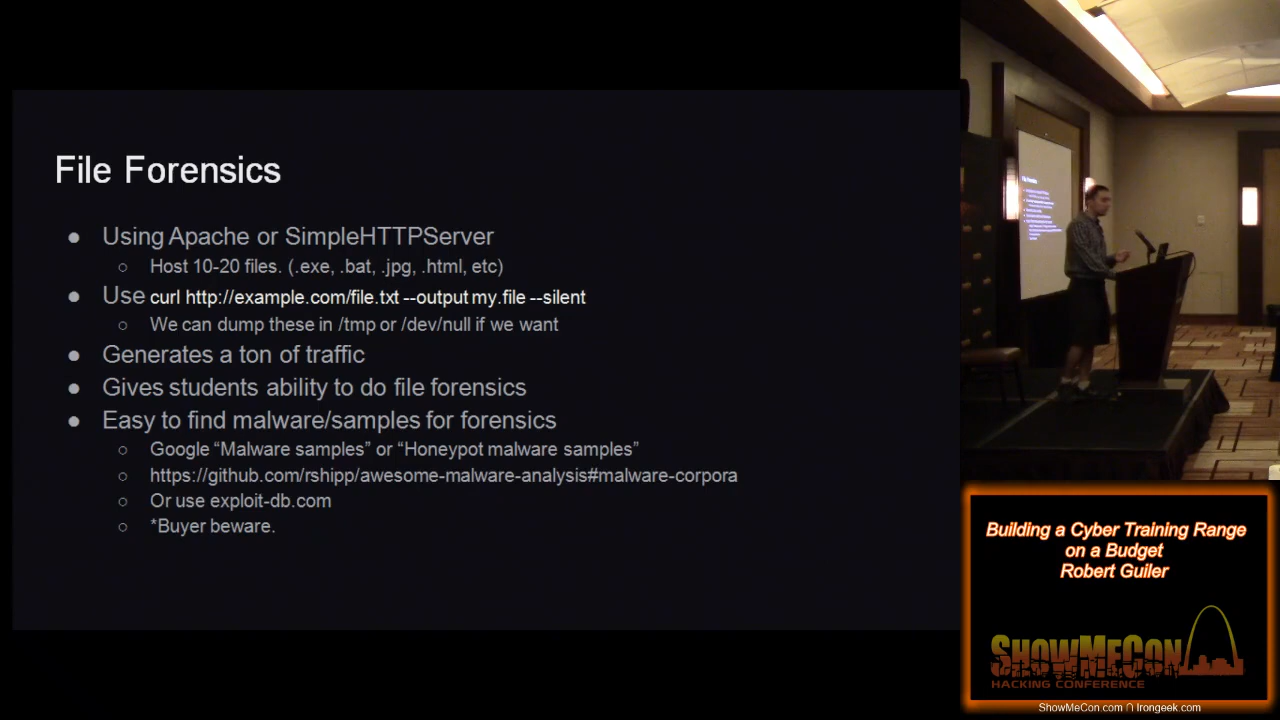 File Forensics
● Using Apache or SimpleHTTPServer
○ Host 10-20 files. (.exe, .bat, .jpg, .html, etc)
● Use curl http://example.com/file.txt --output my.file --silent
○ We can dump these in /tmp or /dev/null if we want
● Generates a ton of traffic
● Gives students ability to do file forensics
● Easy to find malware/samples for forensics
○ Google “Malware samples” or “Honeypot malware samples”
○ https://github.com/rshipp/awesome-malware-analysis#malware-corpora
○ Or use exploit-db.com
○ *Buyer beware.
File Forensics
Building a Cyber Training Range
on a Budget
Robert Guiler
ShowMeCon
HACKING CONFERENCE
ShowMeCon.com ∩ Irongeek.com